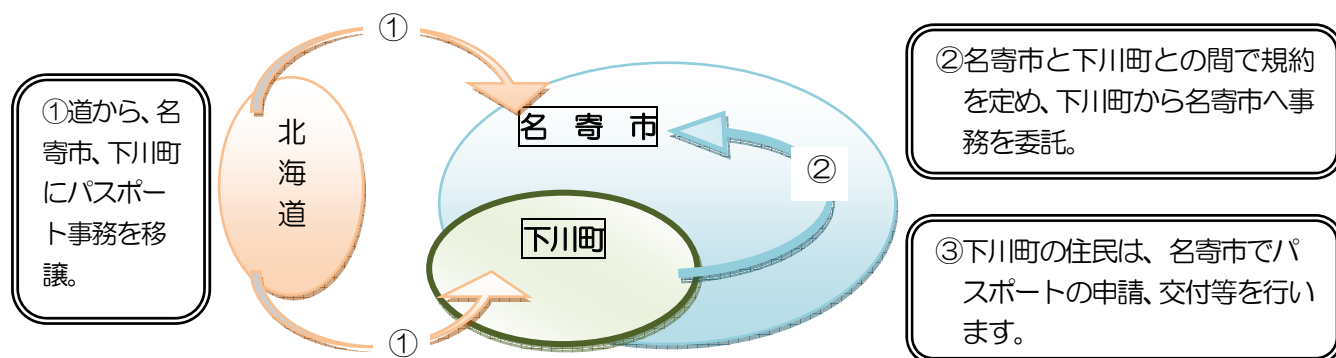 ①道から、名
寄市、下川町
にパスポー
ト事務を移
譲。
北海道
①
①
名 寄 市
下川町
②
②名寄市と下川町との間で規約
を定め、下川町から名寄市へ事
務を委託。
③下川町の住民は、名寄市でパ
スポートの申請、交付等を行い
ます。